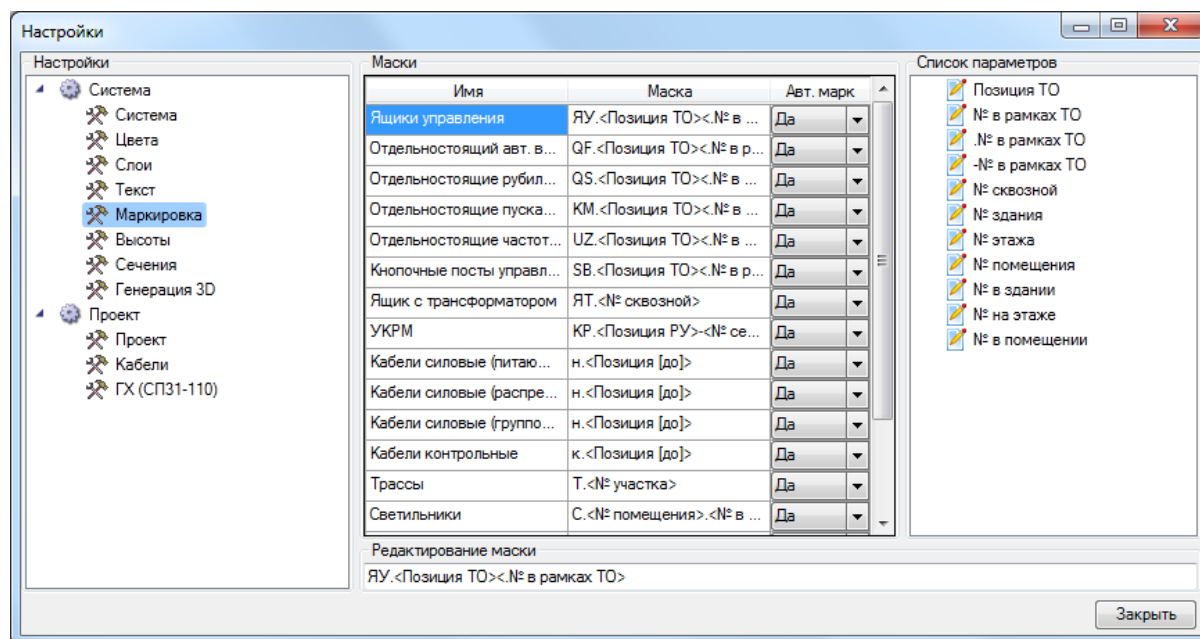 Настройки
Настройки
Система
Система
Цвета
Слои
Текст
Маркировка
Высоты
Сечения
Генерация 3D
Проект
Проект
Кабели
ГХ (СП31-110)
Маски
Имя Маска Авт. марк
Ящики управления ЯУ.<Позиция ТО><.№ в ... Да
Отдельностоящий авт. в... QF.<Позиция ТО><.№ в р... Да
Отдельностоящие рубил... QS.<Позиция ТО><.№ в ... Да
Отдельностоящие пуска... KM.<Позиция ТО><.№ в ... Да
Отдельностоящие частот... UZ.<Позиция ТО><.№ в ... Да
Кнопочные посты управл... SB.<Позиция ТО><.№ в р... Да
Ящик с трансформатором ЯТ.<№ сквозной> Да
УКРМ КР.<Позиция РУ>-<№ се... Да
Кабели силовые (питаю... н.<Позиция [до]> Да
Кабели силовые (распре... н.<Позиция [до]> Да
Кабели силовые (группо... н.<Позиция [до]> Да
Кабели контрольные к.<Позиция [до]> Да
Трассы Т.<№ участка> Да
Светильники С.<№ помещения>.<№ в ... Да
Редактирование маски
ЯУ.<Позиция ТО><.№ в рамках ТО>
Список параметров
Позиция ТО
№ в рамках ТО
.№ в рамках ТО
-№ в рамках ТО
№ сквозной
№ здания
№ этажа
№ помещения
№ в здании
№ на этаже
№ в помещении
Закрыть